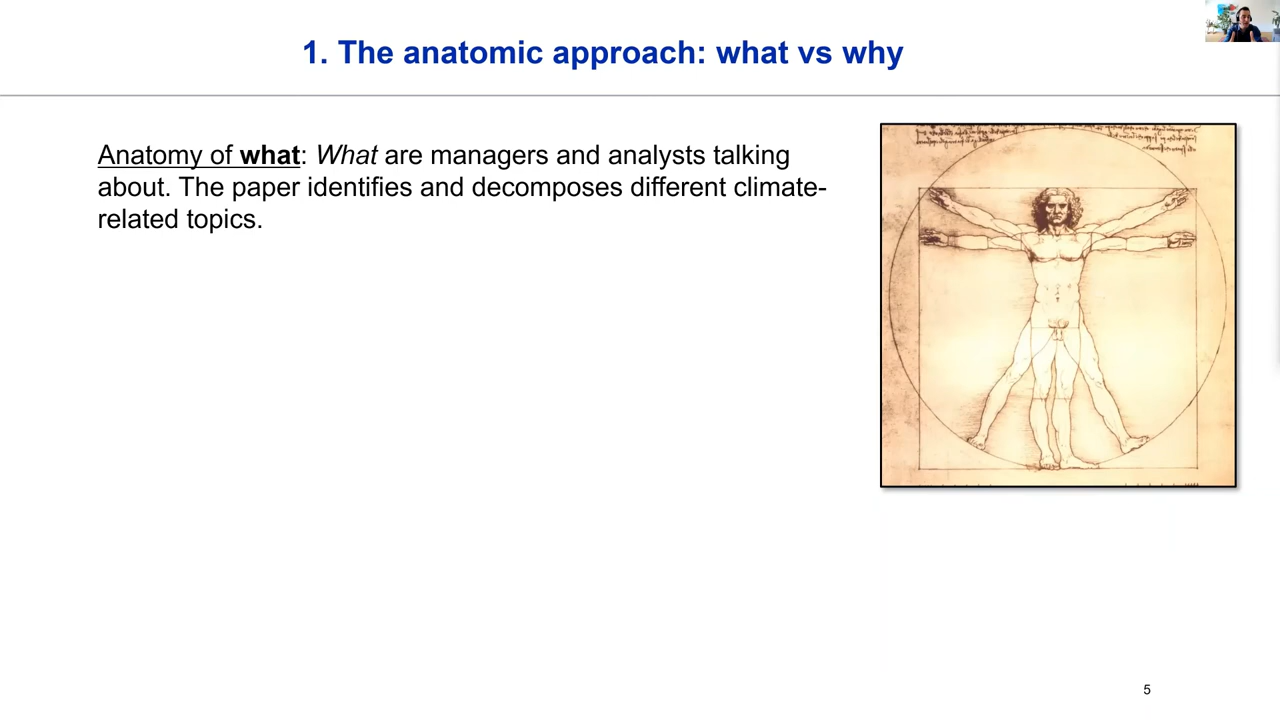 1. The anatomic approach: what vs why
Anatomy of what: What are managers and analysts talking
about. The paper identifies and decomposes different climate-
related topics.
5